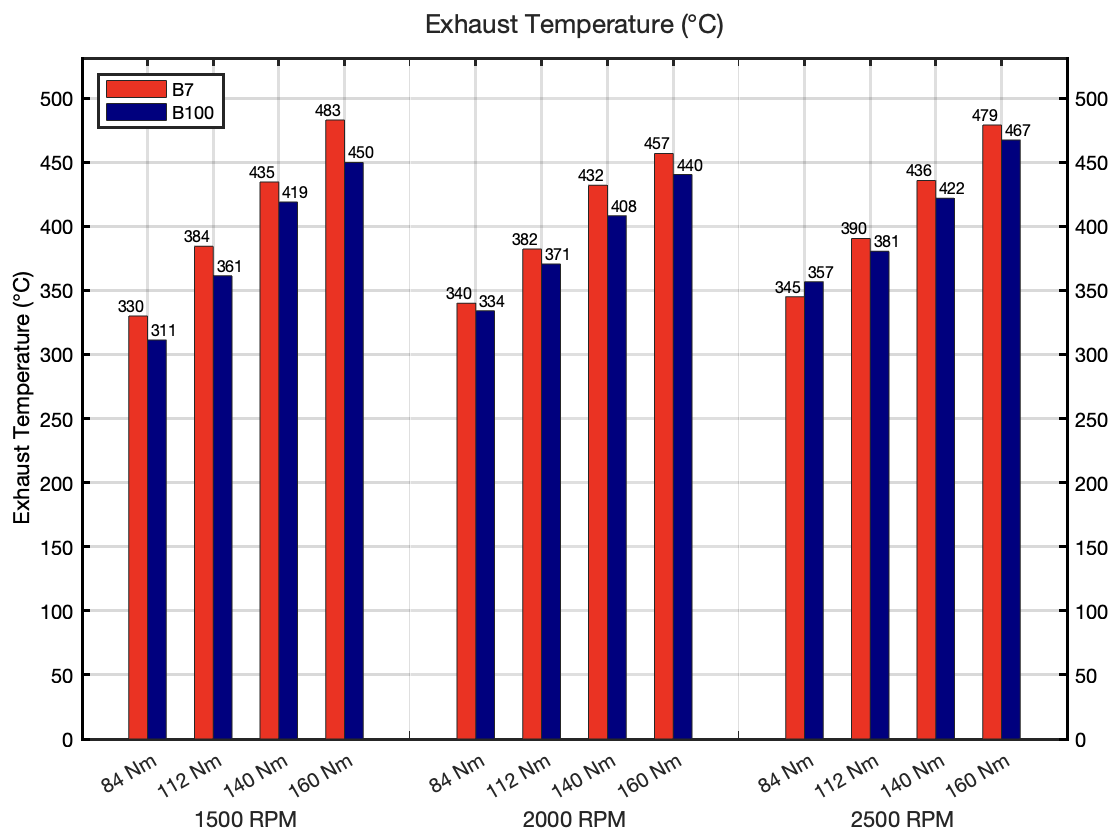 Exhaust Temperature (°C)
B7
B100
Exhaust Temperature (°C)
500
450
400
350
300
250
200
150
100
50
0
330
311
384
361
435
419
483
450
340
334
382
371
432
408
457
440
345
357
390
381
436
422
479
467
500
450
400
350
300
250
200
150
100
50
0
84 Nm
112 Nm
140 Nm
160 Nm
84 Nm
112 Nm
140 Nm
160 Nm
84 Nm
112 Nm
140 Nm
160 Nm
1500 RPM
2000 RPM
2500 RPM